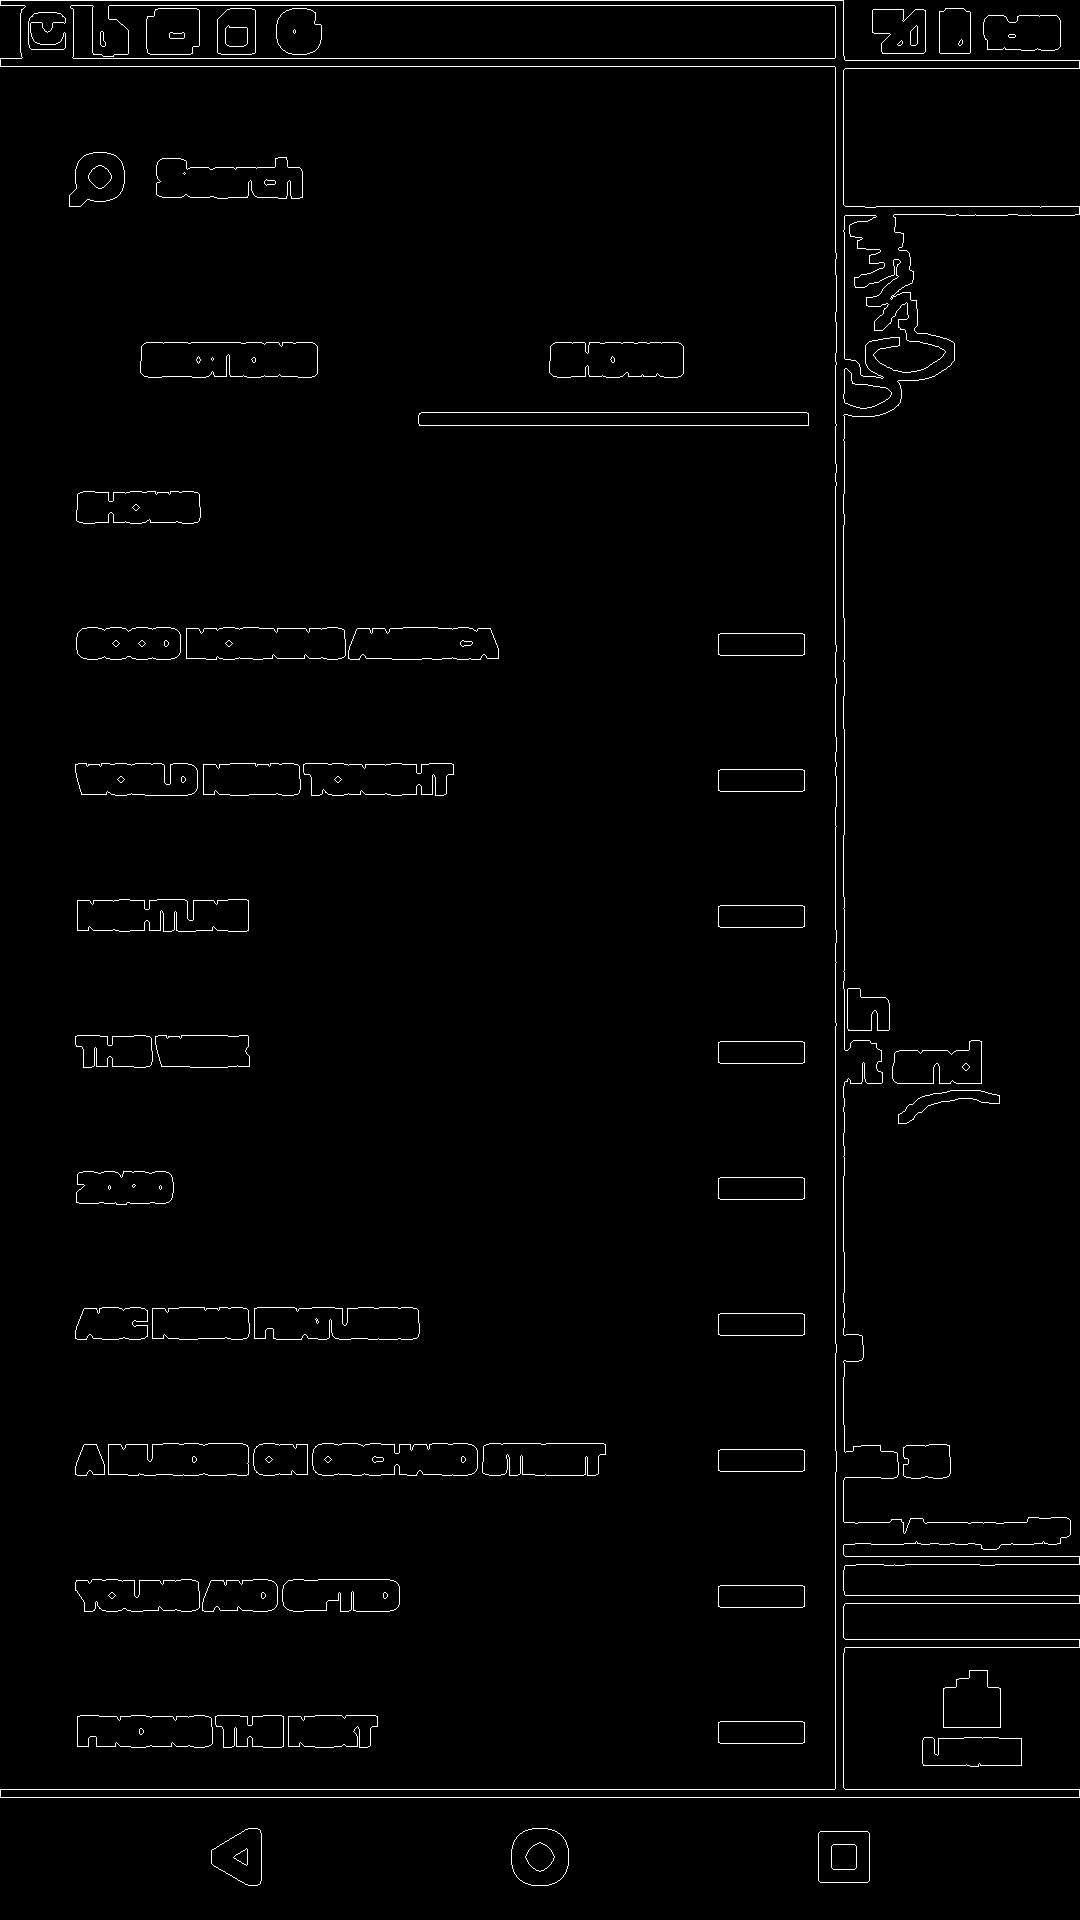 Search
SECTIONS SHOWS
SHOWS
GOOD MORNING AMERICA
WORLD NEWS TONIGHT
NIGHTLINE
THIS WEEK
20/20
ABC NEWS FEATURES
A MURDER ON ORCHARD STREET
YOUNG AND GIFTED
FINDING THE NEXT
and